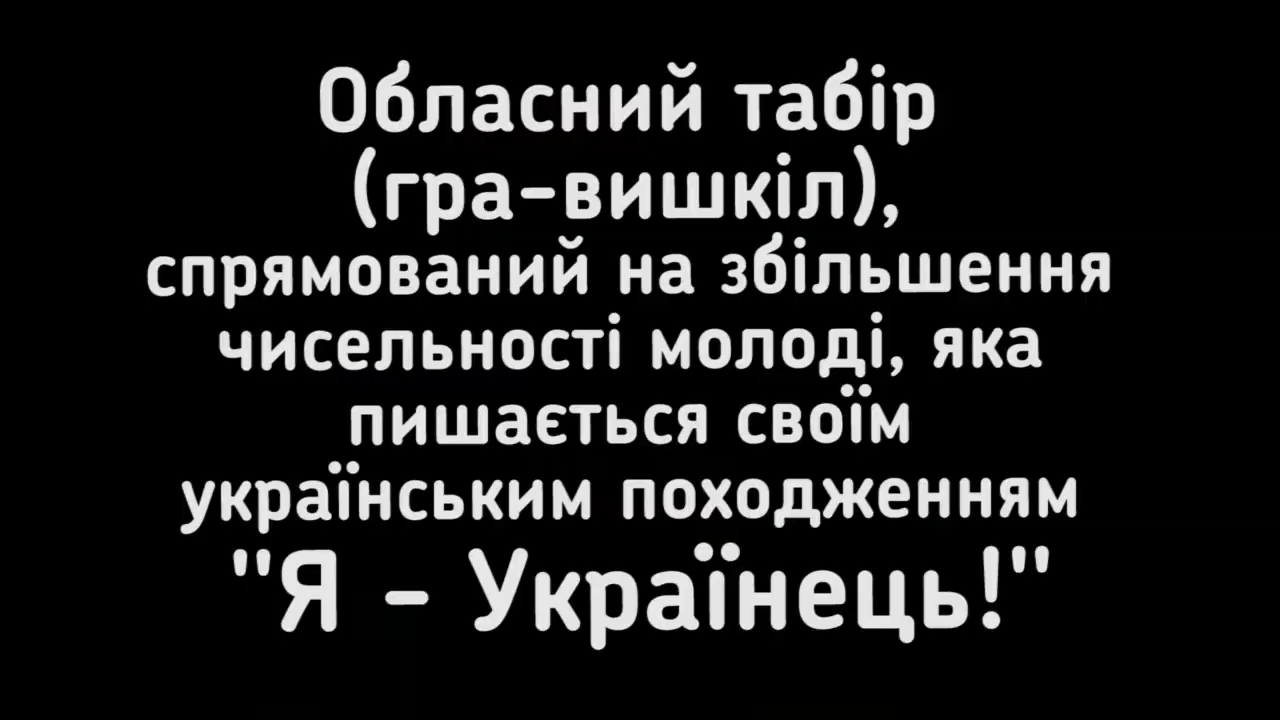 Обласний табір
(гра-вишкіл),
спрямований на збільшення
чисельності молоді, яка
пишається своїм
українським походженням
"Я - Українець!"